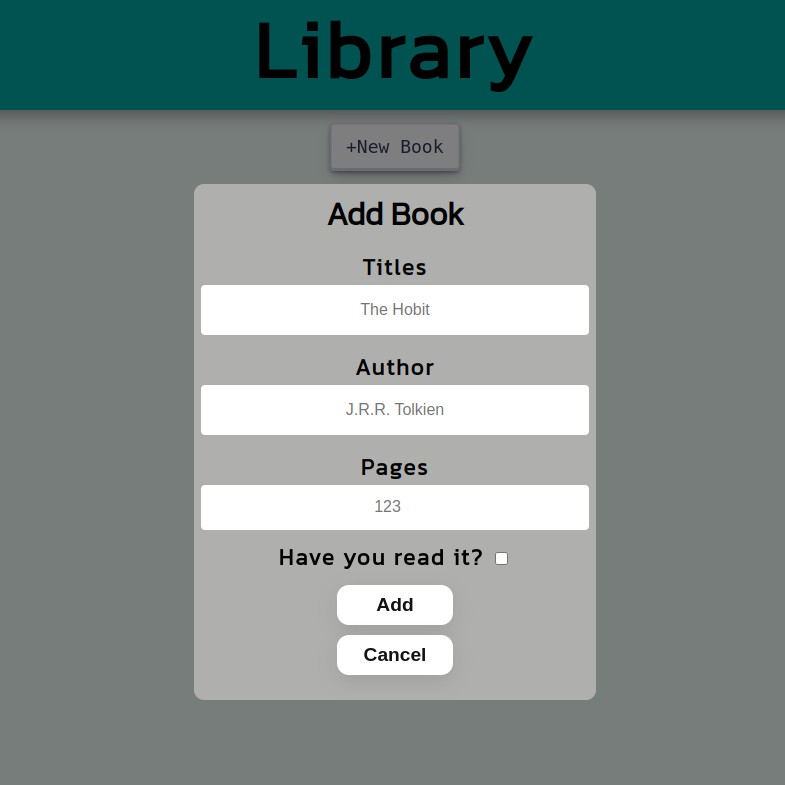 Library
+New Book
Add Book
Titles
The Hobit
Author
J.R.R. Tolkien
Pages
123
Have you read it?
Add
Cancel